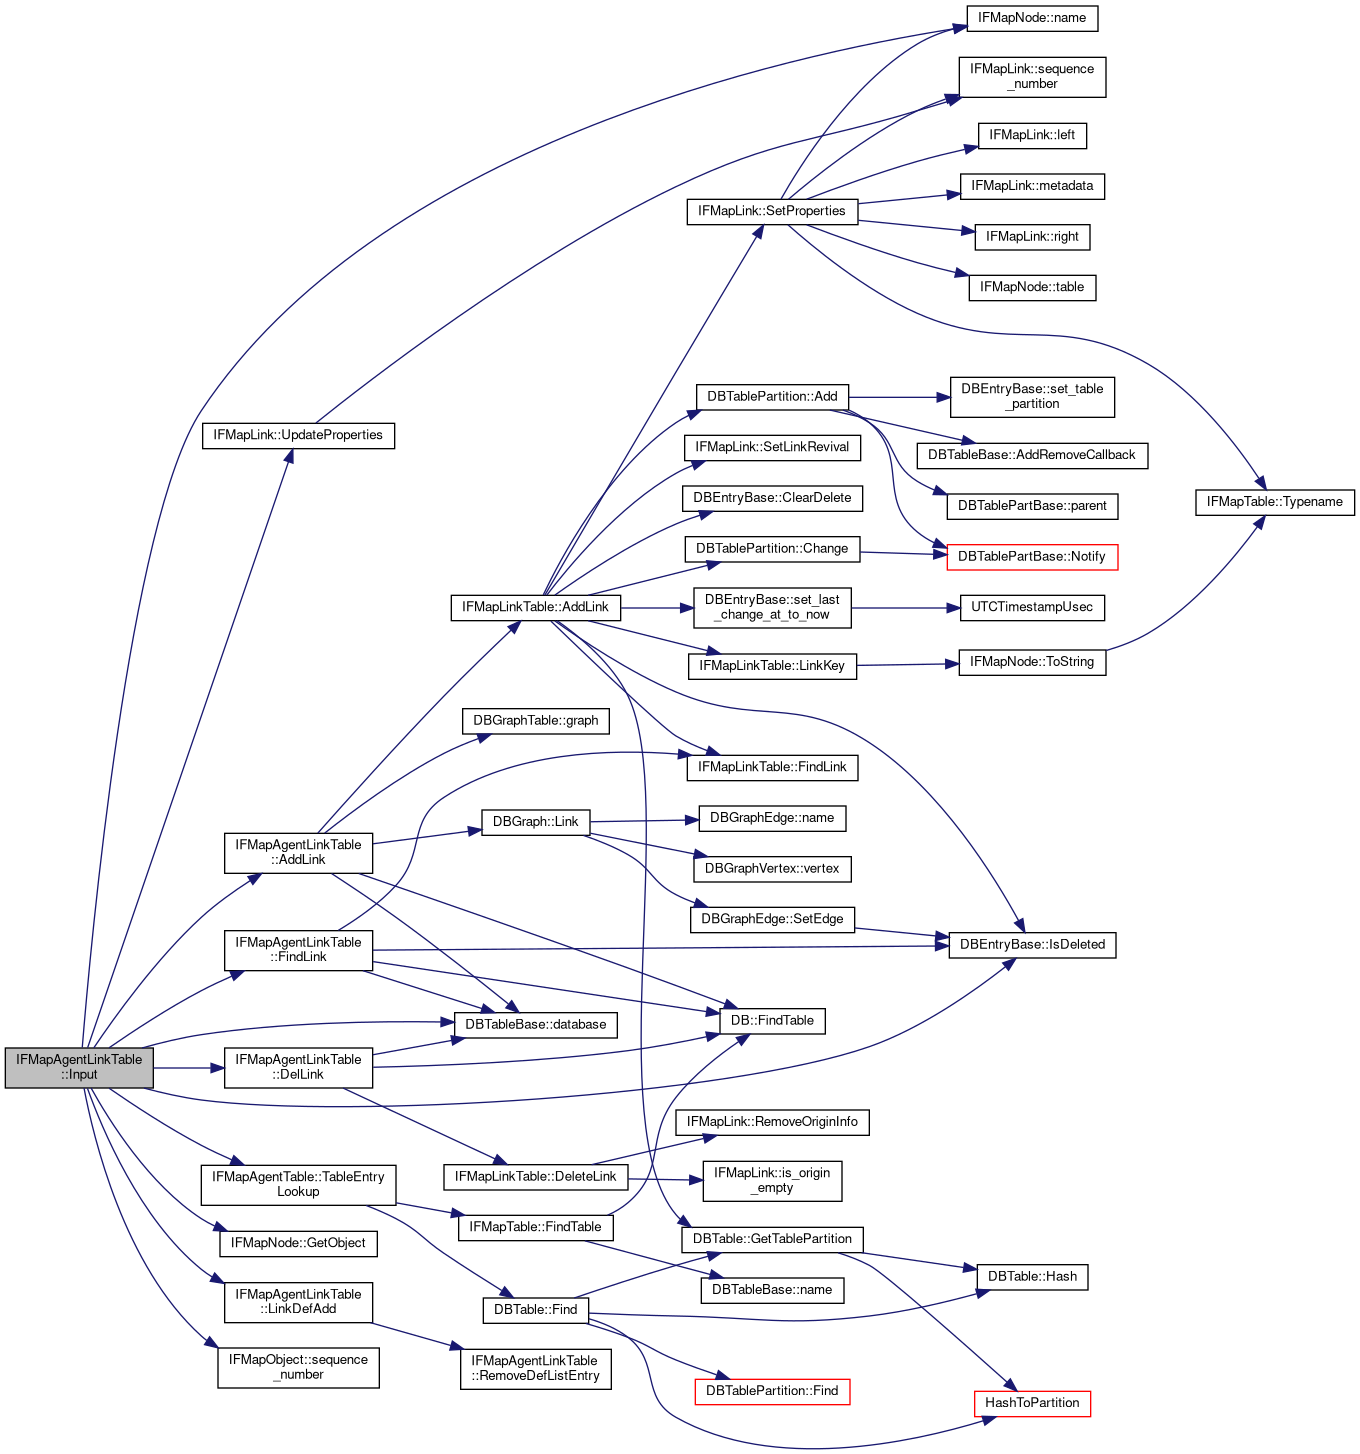 IFMapNode::name
IFMapLink::sequence
_number
IFMapLink::left
IFMapLink::metadata
IFMapLink::SetProperties
IFMapLink::right
IFMapNode::table
DBTablePartition::Add
DBEntryBase::set_table
_partition
IFMapLink::UpdateProperties
IFMapLink::SetLinkRevival
DBTableBase::AddRemoveCallback
DBEntryBase::ClearDelete
DBTablePartBase::parent
IFMapTable::Typename
DBTablePartition::Change
DBTablePartBase::Notify
IFMapLinkTable::AddLink
DBEntryBase::set_last
_change_at_to_now
UTCTimestampUsec
IFMapLinkTable::LinkKey
IFMapNode::ToString
DBGraphTable::graph
IFMapLinkTable::FindLink
DBGraph::Link
DBGraphEdge::name
IFMapAgentLinkTable
::AddLink
DBGraphVertex::vertex
DBGraphEdge::SetEdge
IFMapAgentLinkTable
::FindLink
DBEntryBase::IsDeleted
DBTableBase::database
DB::FindTable
IFMapAgentLinkTable
::Input
IFMapAgentLinkTable
::DelLink
IFMapLink::RemoveOriginInfo
IFMapAgentTable::TableEntry
Lookup
IFMapLinkTable::DeleteLink
IFMapLink::is_origin
_empty
IFMapTable::FindTable
IFMapNode::GetObject
DBTable::GetTablePartition
DBTable::Hash
DBTableBase::name
IFMapAgentLinkTable
::LinkDefAdd
DBTable::Find
IFMapObject::sequence
_number
IFMapAgentLinkTable
::RemoveDefListEntry
DBTablePartition::Find
HashToPartition